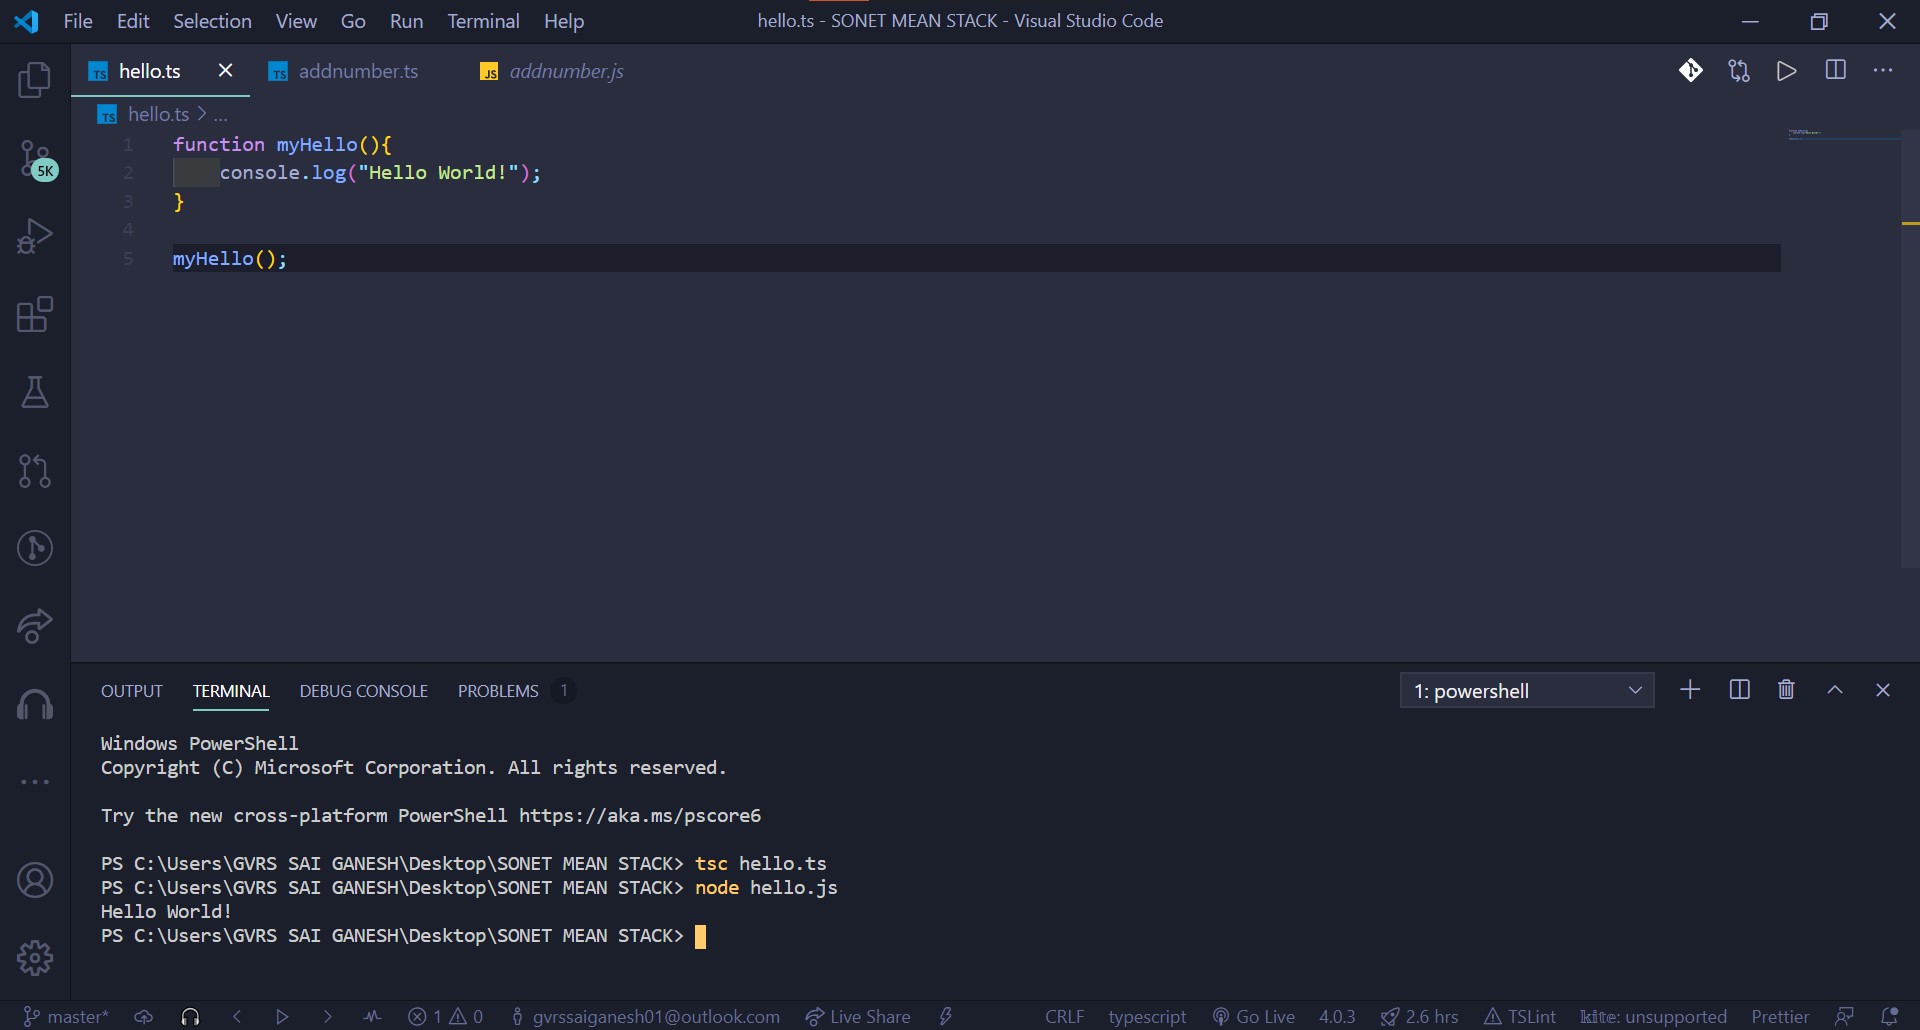 File Edit Selection View Go Run Terminal Help
hello.ts - SONET MEAN STACK - Visual Studio Code
TS hello.ts
TS addnumber.ts
JS addnumber.js
TS hello.ts > ...
1 function myHello(){
2 console.log("Hello World!");
3 }
4
5 myHello();
5K
OUTPUT TERMINAL DEBUG CONSOLE PROBLEMS 1
1: powershell
Windows PowerShell
Copyright (C) Microsoft Corporation. All rights reserved.
Try the new cross-platform PowerShell https://aka.ms/pscore6
PS C:\Users\GVRS SAI GANESH\Desktop\SONET MEAN STACK> tsc hello.ts
PS C:\Users\GVRS SAI GANESH\Desktop\SONET MEAN STACK> node hello.js
Hello World!
PS C:\Users\GVRS SAI GANESH\Desktop\SONET MEAN STACK>
master* 1 0 gvrssaiganesh01@outlook.com Live Share CRLF typescript Go Live 4.0.3 2.6 hrs TSLint kite: unsupported Prettier